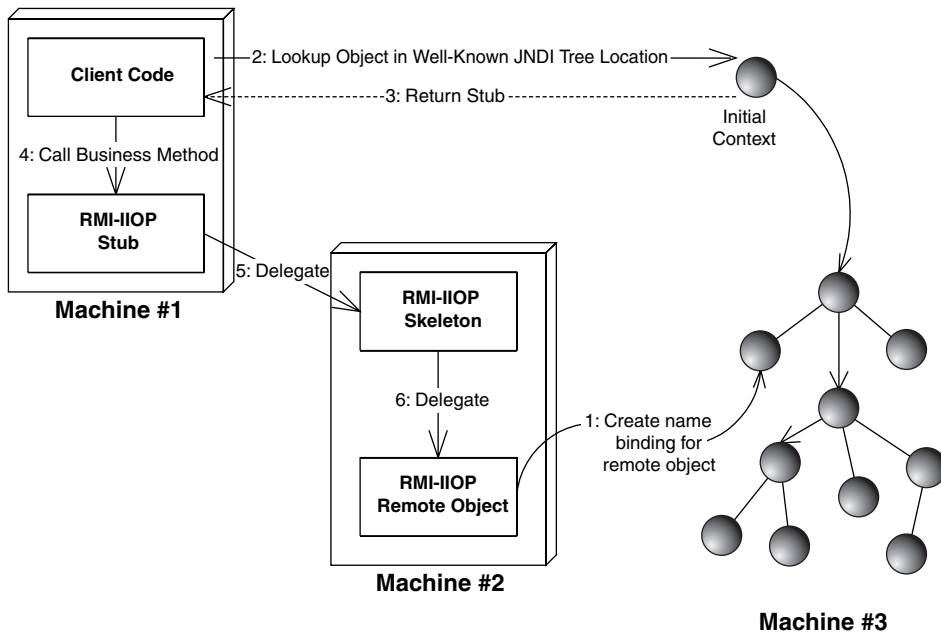 Client Code
2: Lookup Object in Well-Known JNDI Tree Location
3: Return Stub
Initial
Context
4: Call Business Method
RMI-IIOP
Stub
5: Delegate
Machine #1
RMI-IIOP
Skeleton
6: Delegate
1: Create name
binding for
remote object
RMI-IIOP
Remote Object
Machine #2
Machine #3